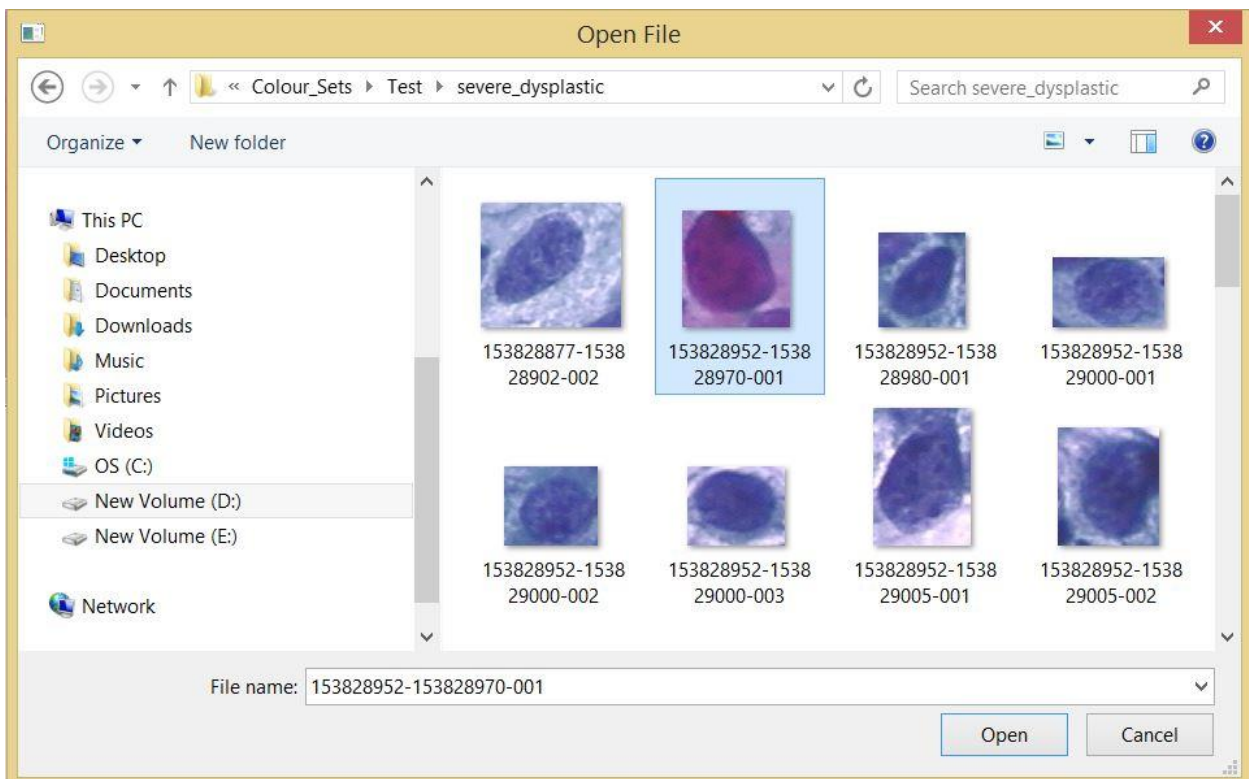 Open File
« Colour_Sets Test severe_dysplastic
Search severe_dysplastic
Organize
New folder
This PC
Desktop
Documents
Downloads
Music
Pictures
Videos
OS (C:)
New Volume (D:)
New Volume (E:)
Network
153828877-1538
28902-002
153828952-1538
28970-001
153828952-1538
28980-001
153828952-1538
29000-001
153828952-1538
29000-002
153828952-1538
29000-003
153828952-1538
29005-001
153828952-1538
29005-002
File name: 153828952-153828970-001
Open
Cancel